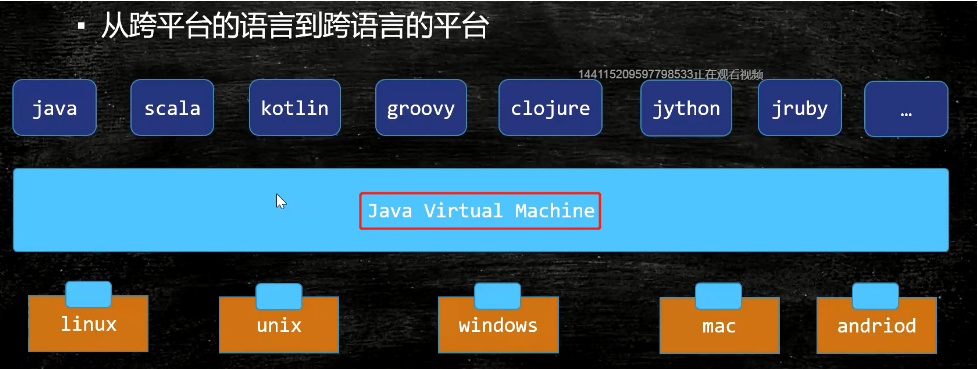 ▪ 从跨平台的语言到跨语言的平台
144115209597798533正在观看视频
java scala kotlin groovy clojure jython jruby …
Java Virtual Machine
linux unix windows mac andriod